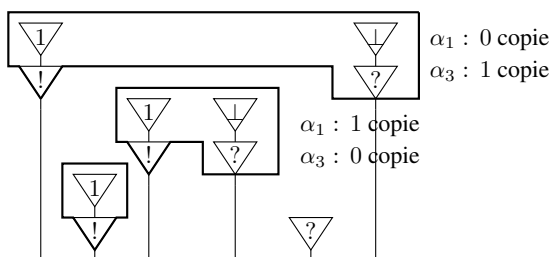 1 ⊥ α₁ : 0 copie
! ? α₃ : 1 copie
1 ⊥ α₁ : 1 copie
! ? α₃ : 0 copie
1
! ?